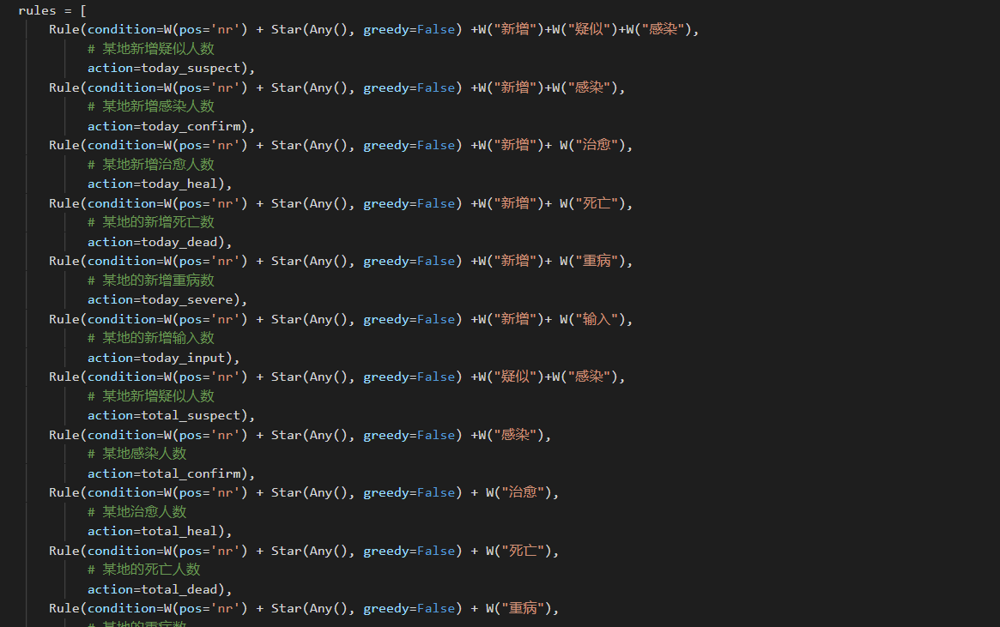 rules = [
Rule(condition=W(pos='nr') + Star(Any(), greedy=False) +W("新增")+W("疑似")+W("感染"),
# 某地新增疑似人数
action=today_suspect),
Rule(condition=W(pos='nr') + Star(Any(), greedy=False) +W("新增")+W("感染"),
# 某地新增感染人数
action=today_confirm),
Rule(condition=W(pos='nr') + Star(Any(), greedy=False) +W("新增")+ W("治愈"),
# 某地新增治愈人数
action=today_heal),
Rule(condition=W(pos='nr') + Star(Any(), greedy=False) +W("新增")+ W("死亡"),
# 某地的新增死亡数
action=today_dead),
Rule(condition=W(pos='nr') + Star(Any(), greedy=False) +W("新增")+ W("重病"),
# 某地的新增重病数
action=today_severe),
Rule(condition=W(pos='nr') + Star(Any(), greedy=False) +W("新增")+ W("输入"),
# 某地的新增输入数
action=today_input),
Rule(condition=W(pos='nr') + Star(Any(), greedy=False) +W("疑似")+W("感染"),
# 某地新增疑似人数
action=total_suspect),
Rule(condition=W(pos='nr') + Star(Any(), greedy=False) +W("感染"),
# 某地感染人数
action=total_confirm),
Rule(condition=W(pos='nr') + Star(Any(), greedy=False) + W("治愈"),
# 某地治愈人数
action=total_heal),
Rule(condition=W(pos='nr') + Star(Any(), greedy=False) + W("死亡"),
# 某地的死亡人数
action=total_dead),
Rule(condition=W(pos='nr') + Star(Any(), greedy=False) + W("重病"),
# 某地的重病数